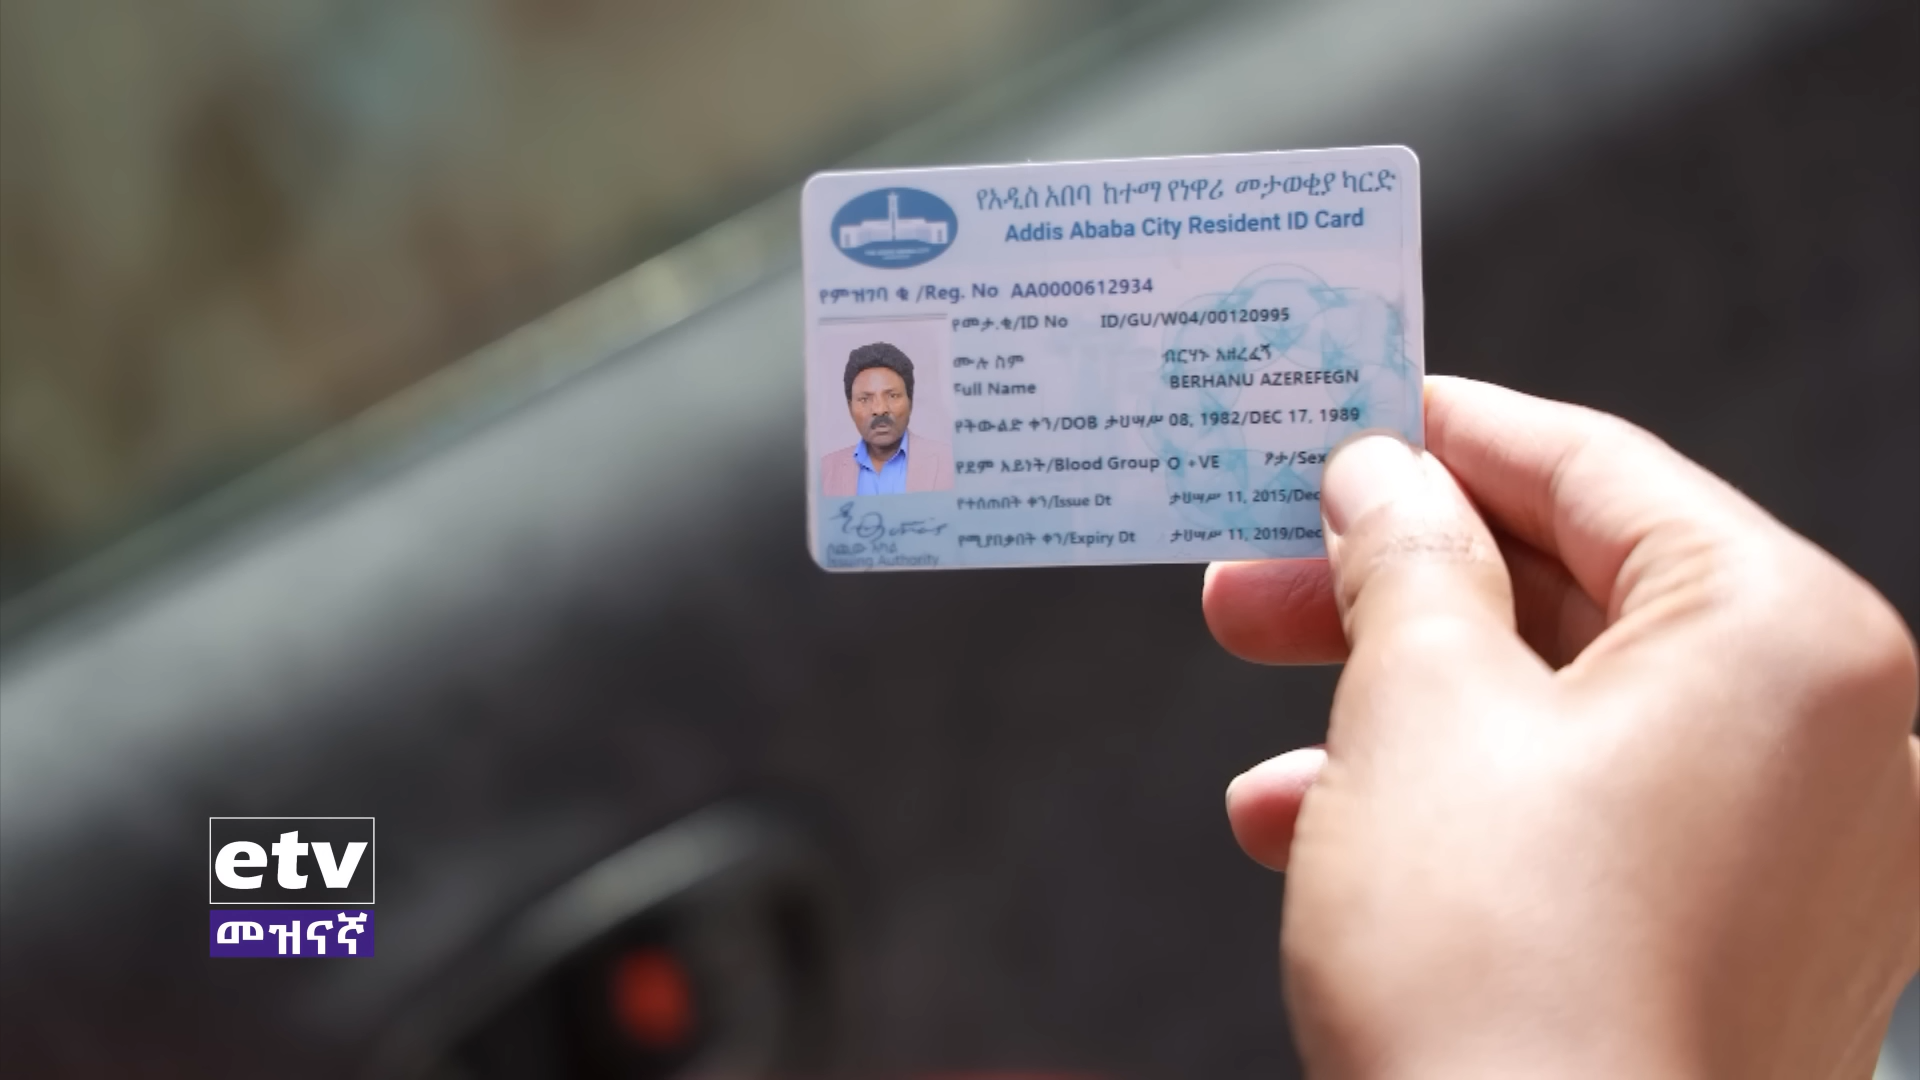 የአዲስ አበባ ከተማ የነዋሪ መታወቂያ ካርድ
Addis Ababa City Resident ID Card
የምዝገባ ቁ /Reg. No AA0000612934
የመታ.ቁ/ID No ID/GU/W04/00120995
ሙሉ ስም ብርሃኑ አዘረፈኝ
Full Name BERHANU AZEREFEGN
የትውልድ ቀን/DOB ታህሣሥ 08, 1982/DEC 17, 1989
የደም አይነት/Blood Group O +VE ፆታ/Sex
የተሰጠበት ቀን/Issue Dt ታህሣሥ 11, 2015/Dec
የሚያበቃበት ቀን/Expiry Dt ታህሣሥ 11, 2019/Dec
Issuing Authority
etv
መዝናኛ